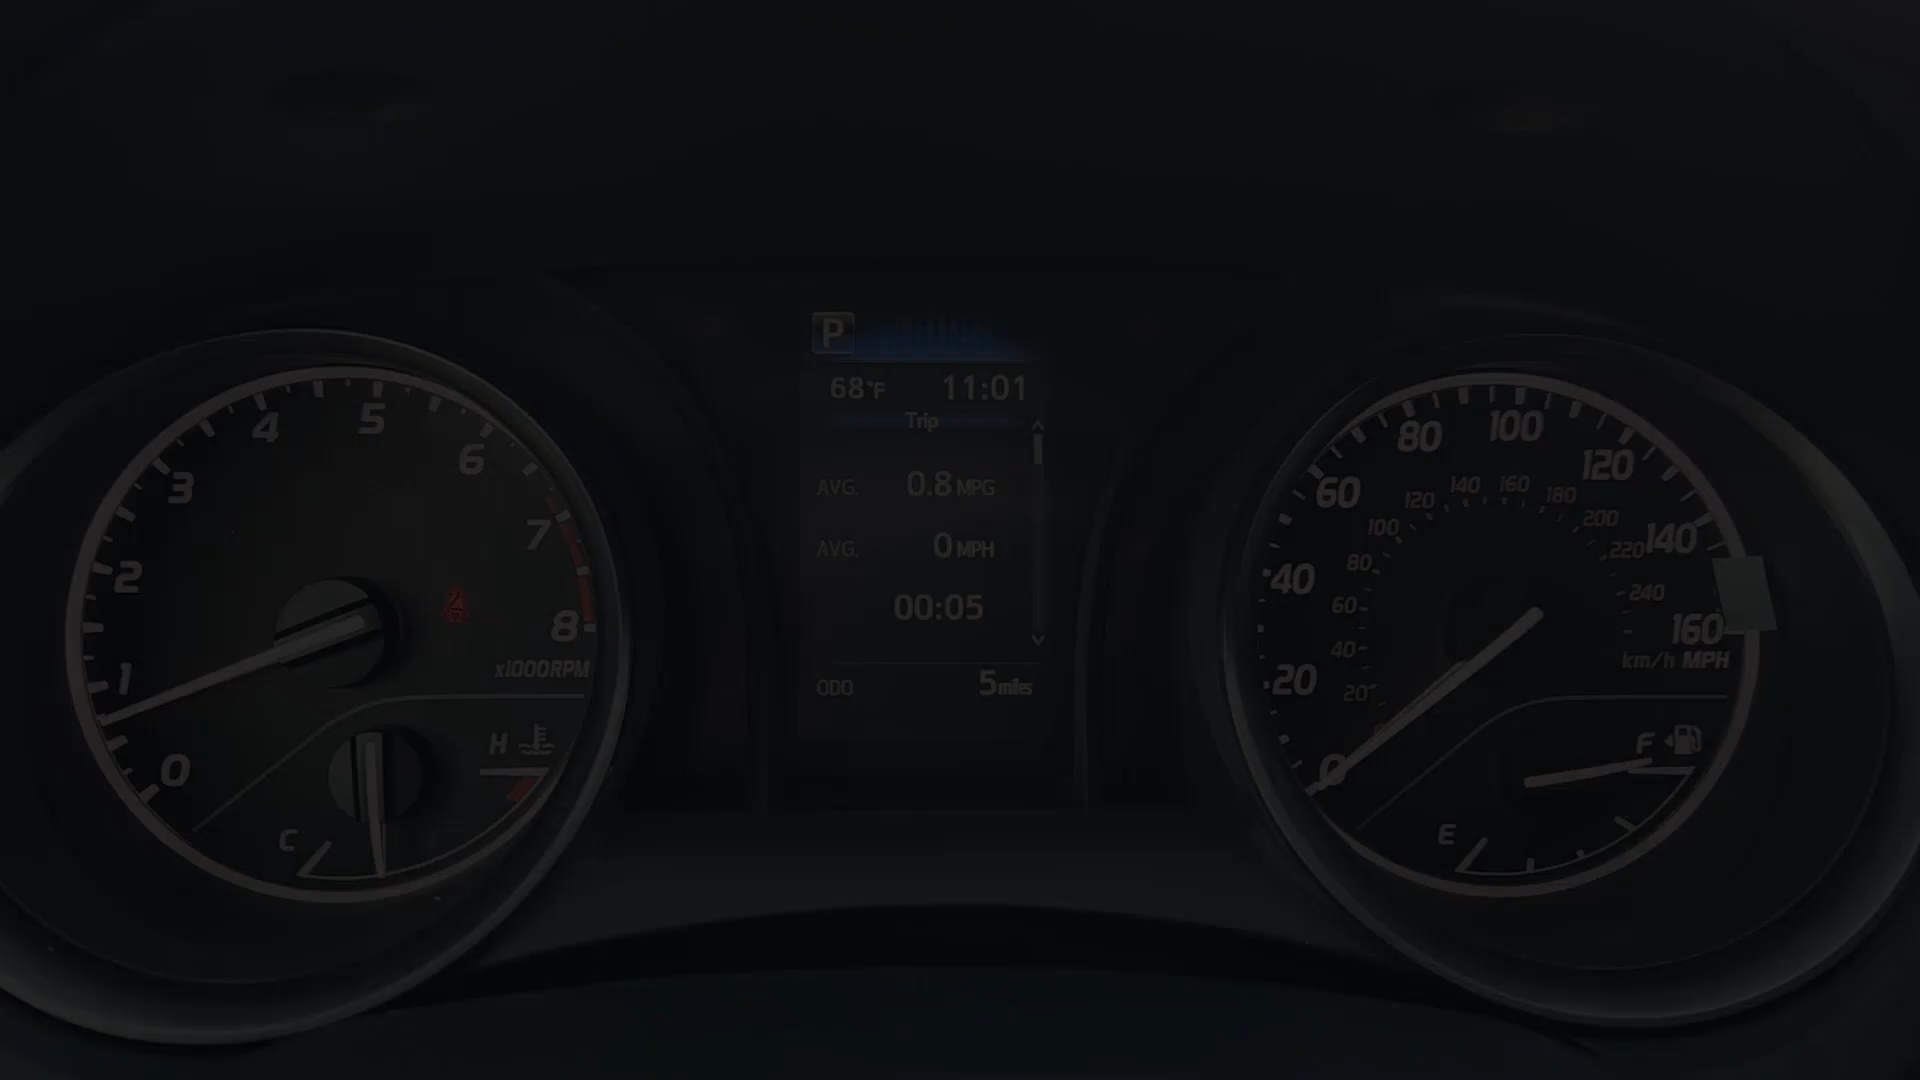 P
68°F 11:01
Trip
AVG. 0.8 MPG
AVG. 0 MPH
00:05
ODO 5 miles
0 1 2 3 4 5 6 7 8
x1000RPM
H
C
0 20 40 60 80 100 120 140 160
20 40 60 80 100 120 140 160 180 200 220 240
km/h MPH
F
E